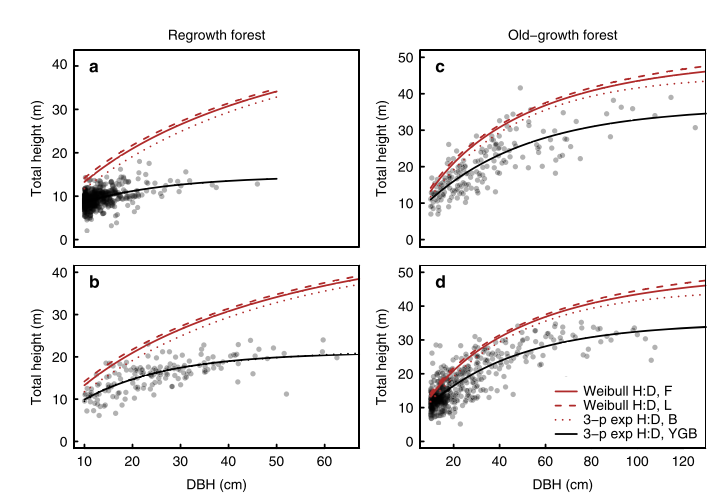 Regrowth forest
Old−growth forest
a
40
30
20
10
0
Total height (m)
c
50
40
30
20
10
0
Total height (m)
b
40
30
20
10
0
Total height (m)
10 20 30 40 50 60
DBH (cm)
d
50
40
30
20
10
0
Total height (m)
Weibull H:D, F
Weibull H:D, L
3−p exp H:D, B
3−p exp H:D, YGB
20 40 60 80 100 120
DBH (cm)